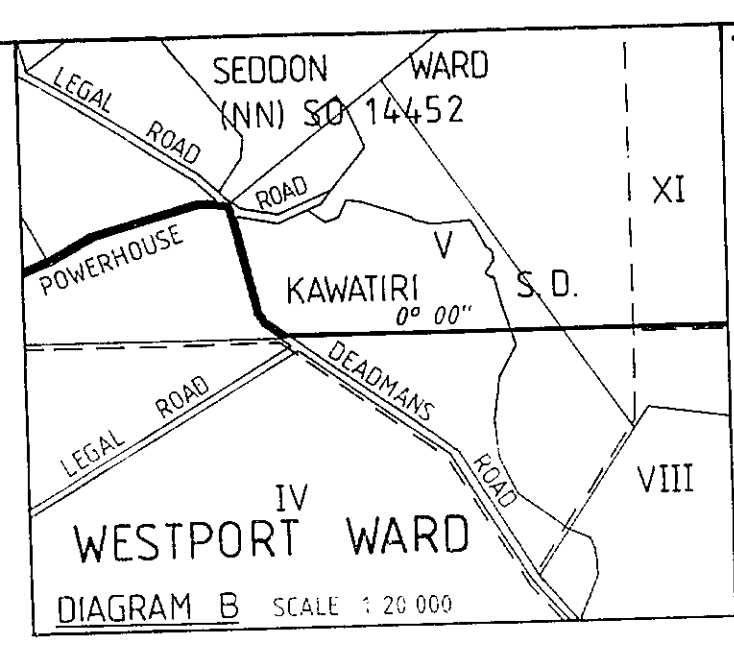 SEDDON WARD
(NN) SO 14452
LEGAL ROAD
ROAD
XI
POWERHOUSE
V
KAWATIRI S.D.
0° 00"
DEADMANS ROAD
LEGAL ROAD
VIII
IV
WESTPORT WARD
DIAGRAM B SCALE 1 20 000